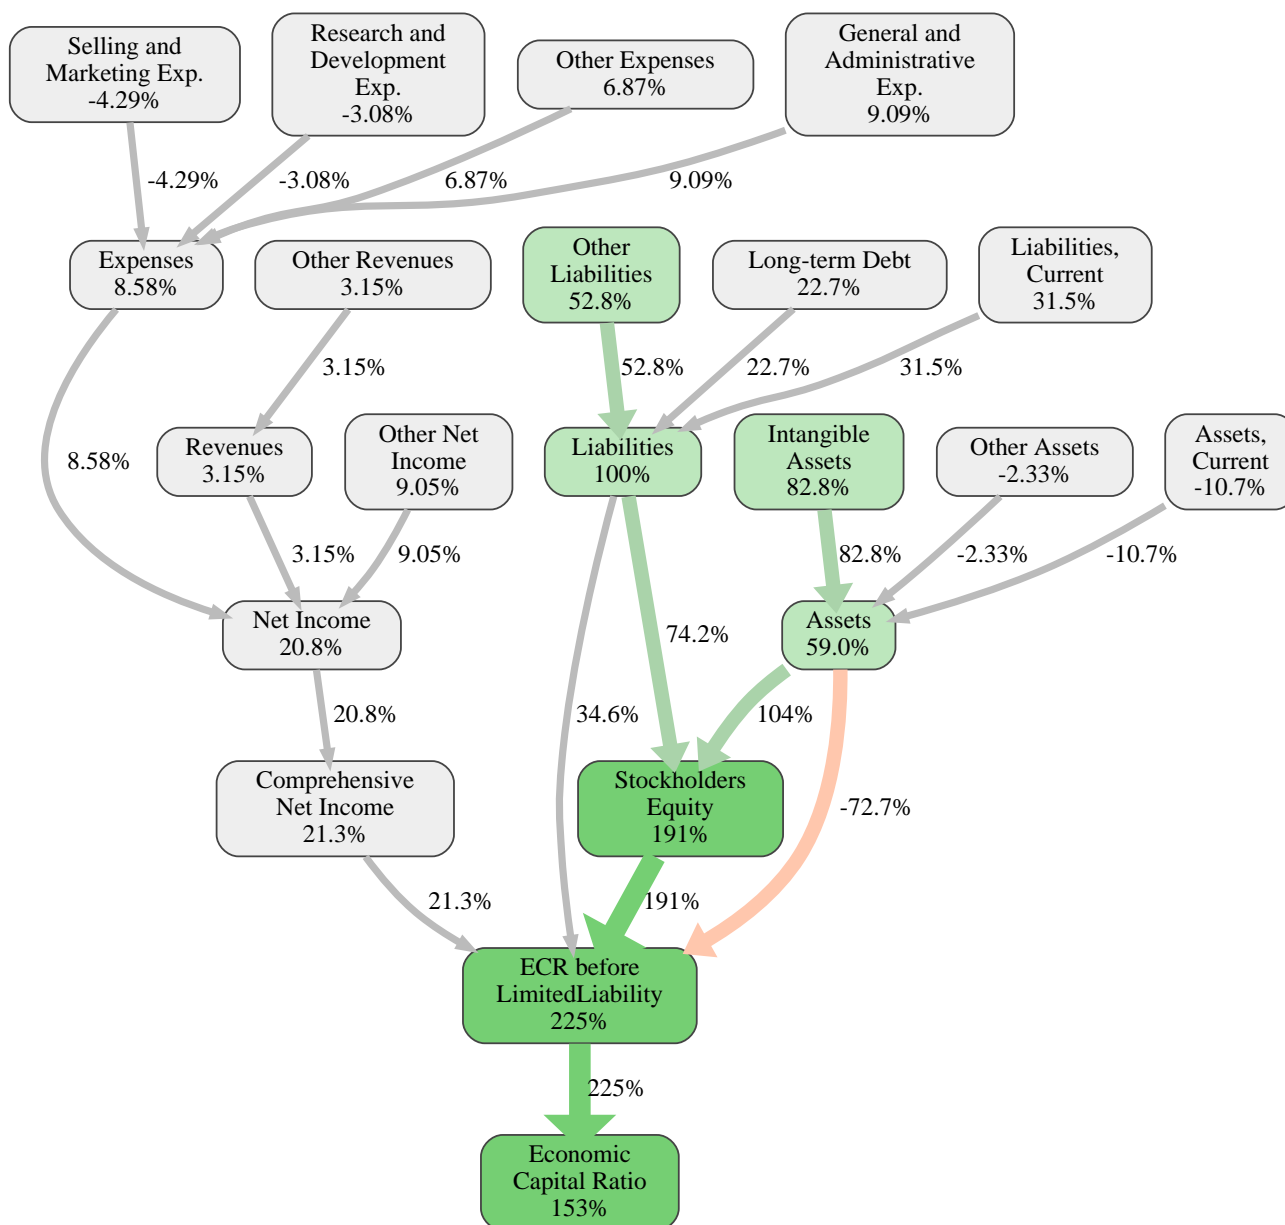 Selling and
Marketing Exp.
-4.29%
Research and
Development
Exp.
-3.08%
Other Expenses
6.87%
General and
Administrative
Exp.
9.09%
-4.29%
-3.08%
6.87%
9.09%
Expenses
8.58%
Other Revenues
3.15%
Other
Liabilities
52.8%
Long-term Debt
22.7%
Liabilities,
Current
31.5%
3.15%
52.8%
22.7%
31.5%
8.58%
Revenues
3.15%
Other Net
Income
9.05%
Liabilities
100%
Intangible
Assets
82.8%
Other Assets
-2.33%
Assets,
Current
-10.7%
3.15%
9.05%
82.8%
-2.33%
-10.7%
Net Income
20.8%
74.2%
Assets
59.0%
20.8%
34.6%
104%
Comprehensive
Net Income
21.3%
Stockholders
Equity
191%
-72.7%
21.3%
191%
ECR before
LimitedLiability
225%
225%
Economic
Capital Ratio
153%